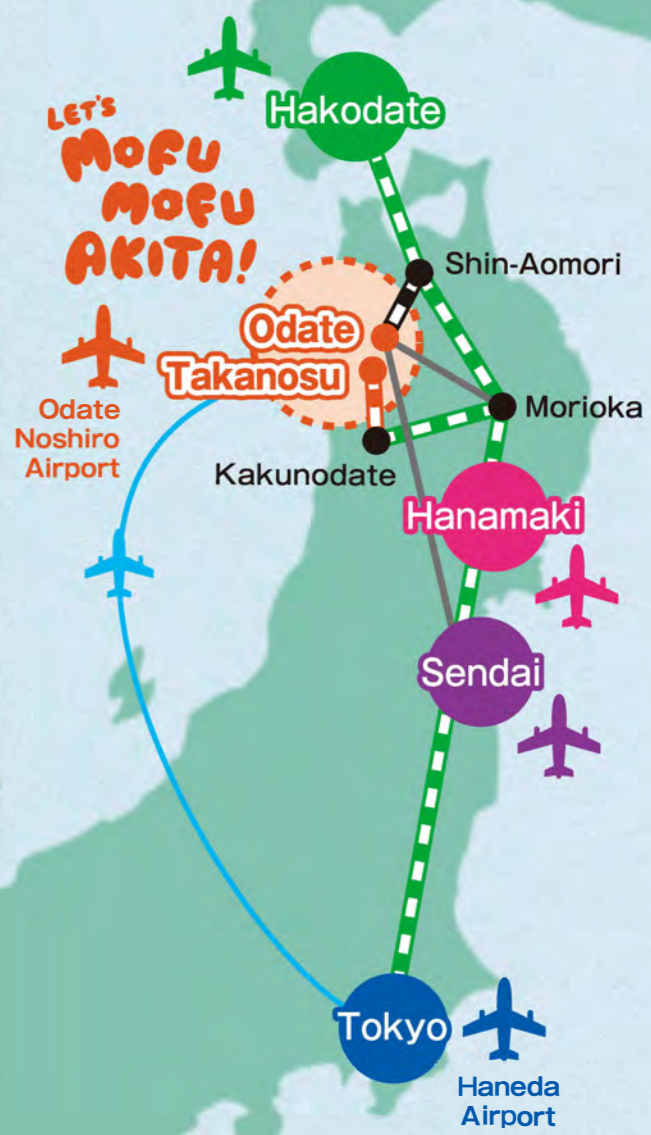 Hakodate
LET'S
MOFU
MOFU
AKITA!
Shin-Aomori
Odate
Takanosu
Odate
Noshiro
Airport
Morioka
Kakunodate
Hanamaki
Sendai
Tokyo
Haneda
Airport